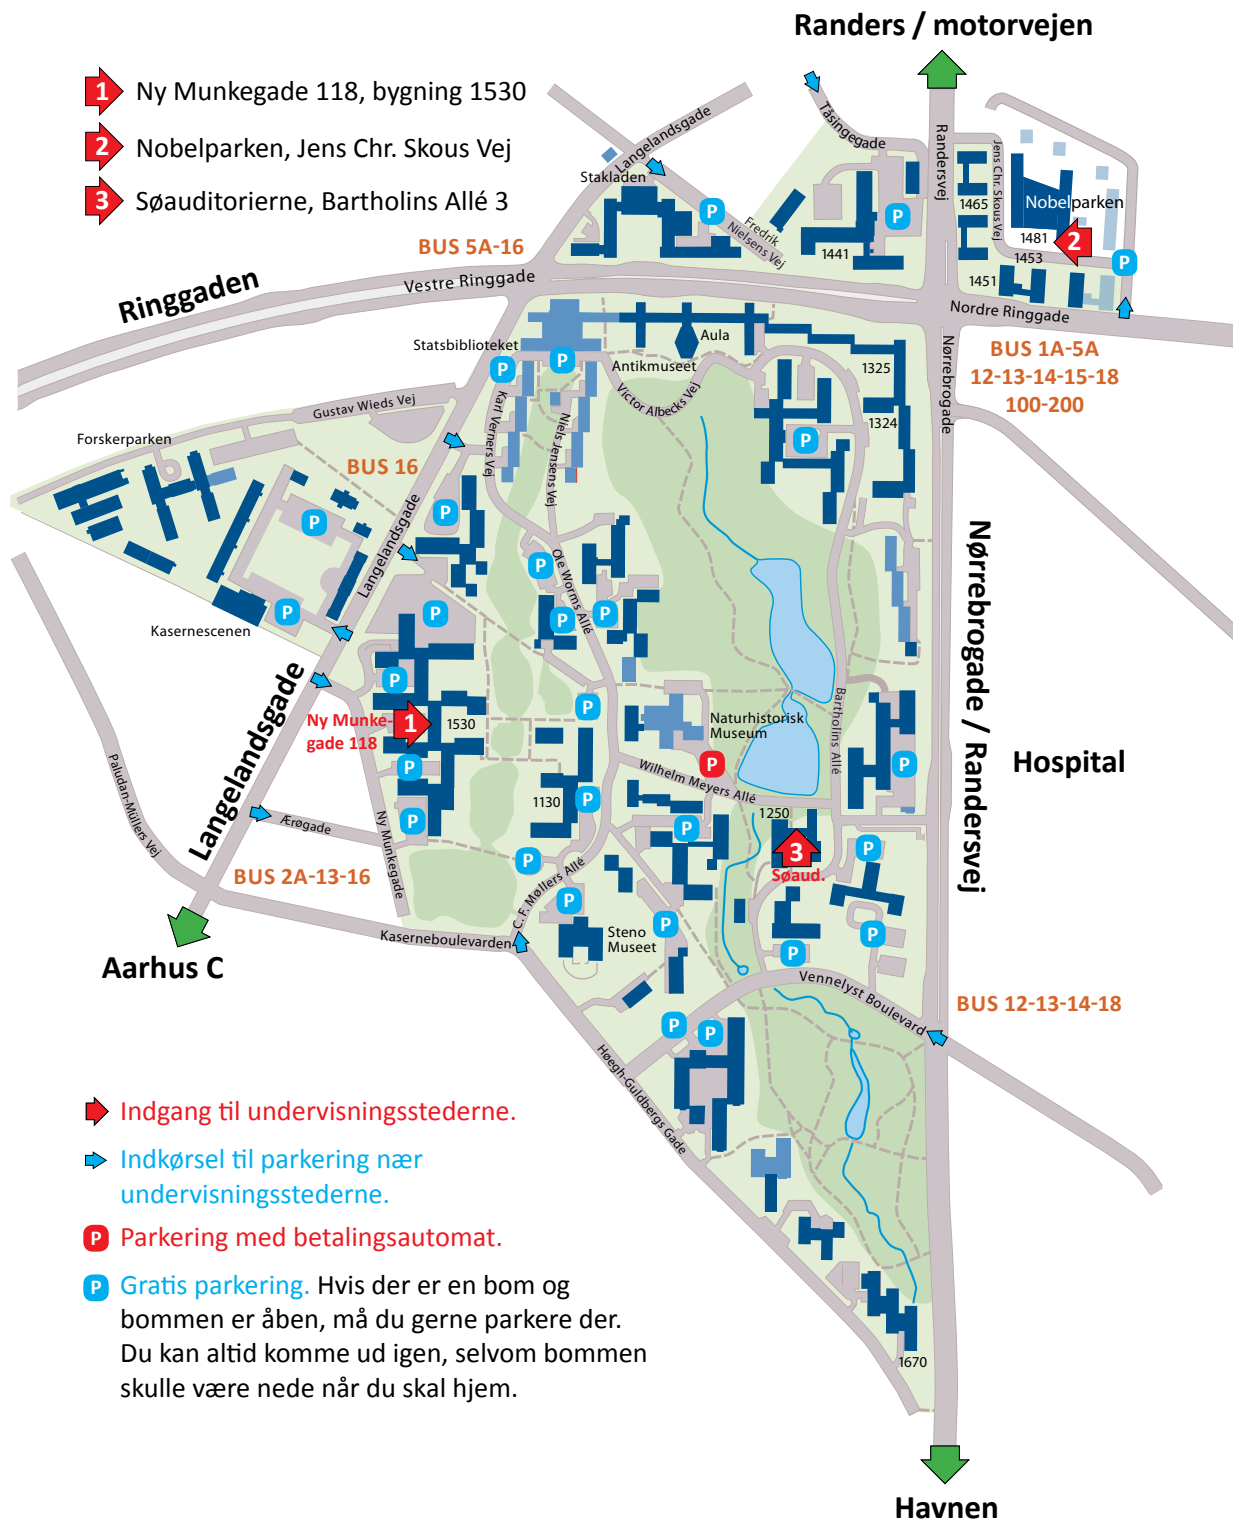 Randers / motorvejen
1 Ny Munkegade 118, bygning 1530
2 Nobelparken, Jens Chr. Skous Vej
3 Søauditorierne, Bartholins Allé 3
BUS 5A-16
Ringgaden
Vestre Ringgade
Langelandsgade
Stakladen
P
Fredrik
Nielsens Vej
Tåsingegade
P
1441
Randersvej
Jens Chr. Skous Vej
1465
Nobelparken
1481
2
1453
1451
P
Nordre Ringgade
BUS 1A-5A
12-13-14-15-18
100-200
Nørrebrogade
Statsbiblioteket
P
P
Aula
Antikmuseet
Victor Albecks Vej
1325
1324
P
Gustav Wieds Vej
Karl Verners Vej
Niels Jensens Vej
Forskerparken
BUS 16
P
P
Langelandsgade
P
Ole Worms Allé
P
P
P
P
Kasernescenen
P
Nørrebrogade / Randersvej
Langelandsgade
P
Ny Munke-
gade 118
1
1530
P
P
Naturhistorisk
Museum
P
Bartholins Allé
P
Hospital
Wilhelm Meyers Allé
Paludan-Müllers Vej
Ærøgade
P
Ny Munkegade
1130
P
P
1250
3
Søaud.
P
BUS 2A-13-16
P
C. F. Møllers Allé
P
Kaserneboulevarden
Steno
Museet
P
P
P
Aarhus C
Vennelyst Boulevard
BUS 12-13-14-18
P
P
Høegh-Guldbergs Gade
Indgang til undervisningsstederne.
Indkørsel til parkering nær
undervisningsstederne.
P Parkering med betalingsautomat.
P Gratis parkering. Hvis der er en bom og
bommen er åben, må du gerne parkere der.
Du kan altid komme ud igen, selvom bommen
skulle være nede når du skal hjem.
1670
Havnen